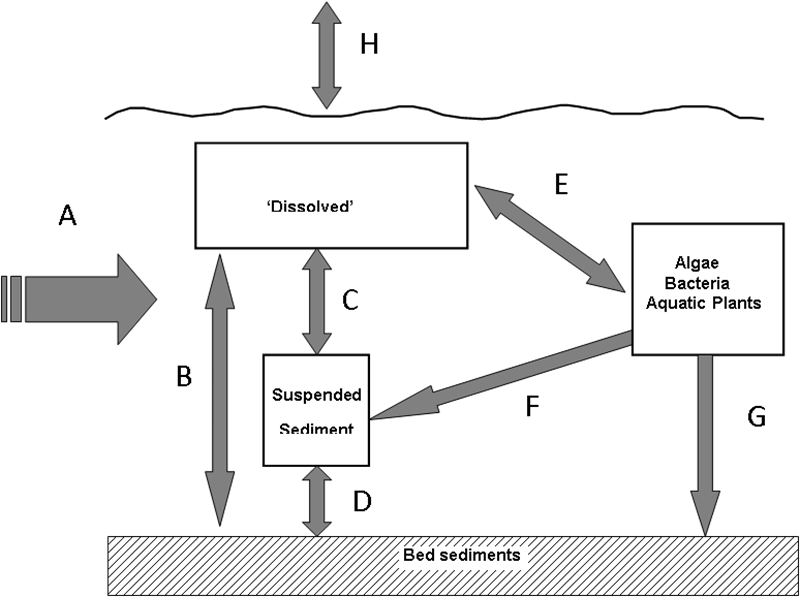 H
A
'Dissolved'
E
Algae
Bacteria
Aquatic Plants
C
B
Suspended
Sediment
F
G
D
Bed sediments